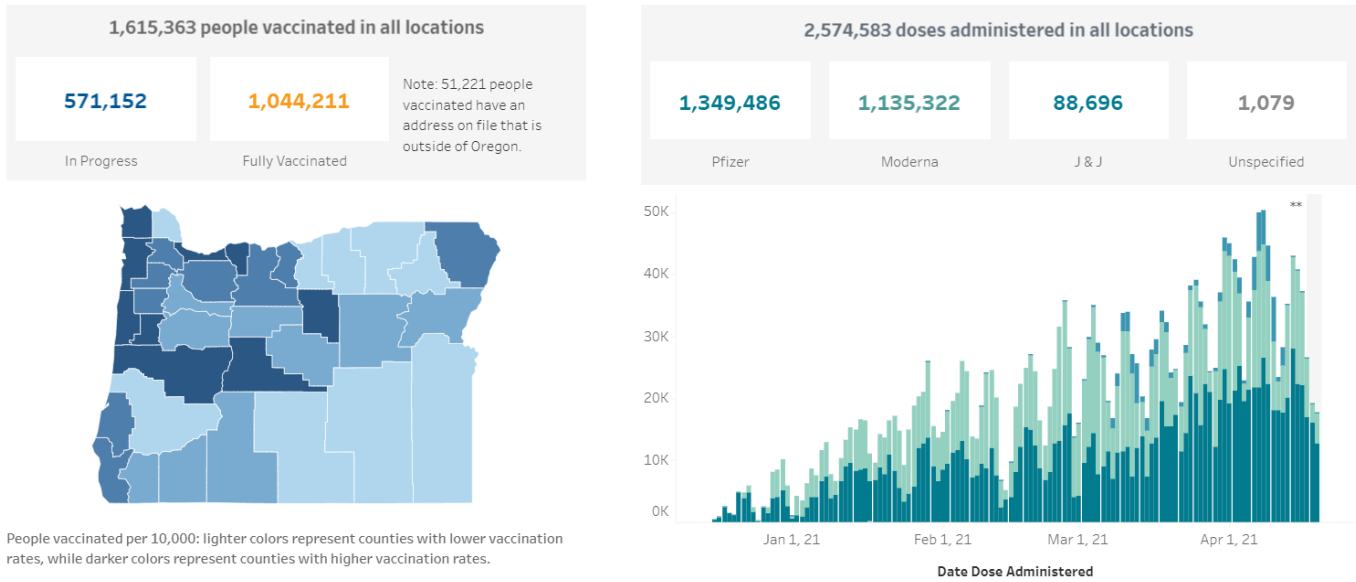 1,615,363 people vaccinated in all locations
571,152
In Progress
1,044,211
Fully Vaccinated
Note: 51,221 people
vaccinated have an
address on file that is
outside of Oregon.
People vaccinated per 10,000: lighter colors represent counties with lower vaccination
rates, while darker colors represent counties with higher vaccination rates.
2,574,583 doses administered in all locations
1,349,486
Pfizer
1,135,322
Moderna
88,696
J & J
1,079
Unspecified
**
50K
40K
30K
20K
10K
0K
Jan 1, 21
Feb 1, 21
Mar 1, 21
Apr 1, 21
Date Dose Administered